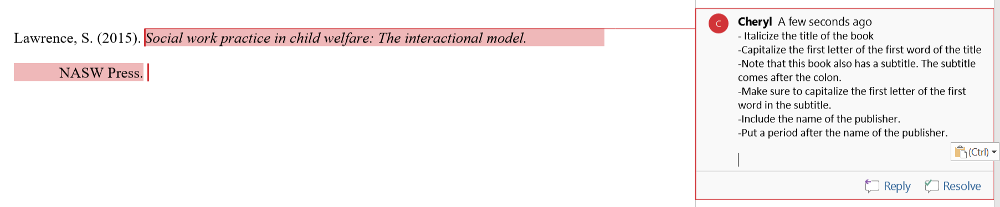 Lawrence, S. (2015). Social work practice in child welfare: The interactional model.
NASW Press.
C
Cheryl A few seconds ago
- Italicize the title of the book
-Capitalize the first letter of the first word of the title
-Note that this book also has a subtitle. The subtitle
comes after the colon.
-Make sure to capitalize the first letter of the first
word in the subtitle.
-Include the name of the publisher.
-Put a period after the name of the publisher.
(Ctrl)
Reply Resolve